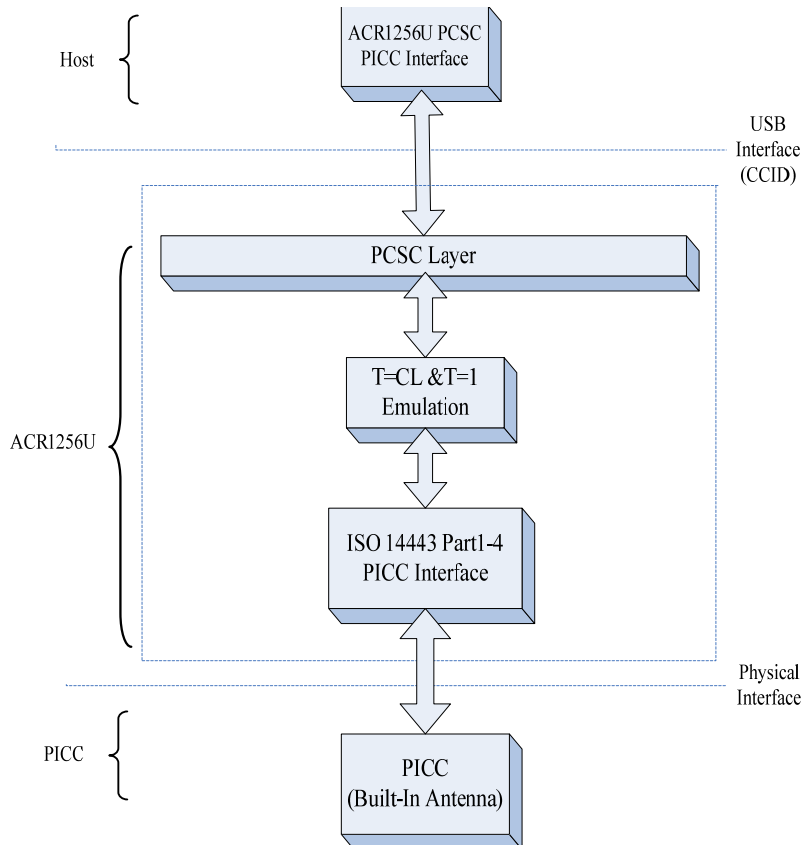 ACR1256U PCSC
PICC Interface
Host
USB
Interface
(CCID)
PCSC Layer
T=CL &T=1
Emulation
ACR1256U
ISO 14443 Part1-4
PICC Interface
Physical
Interface
PICC
PICC
(Built-In Antenna)